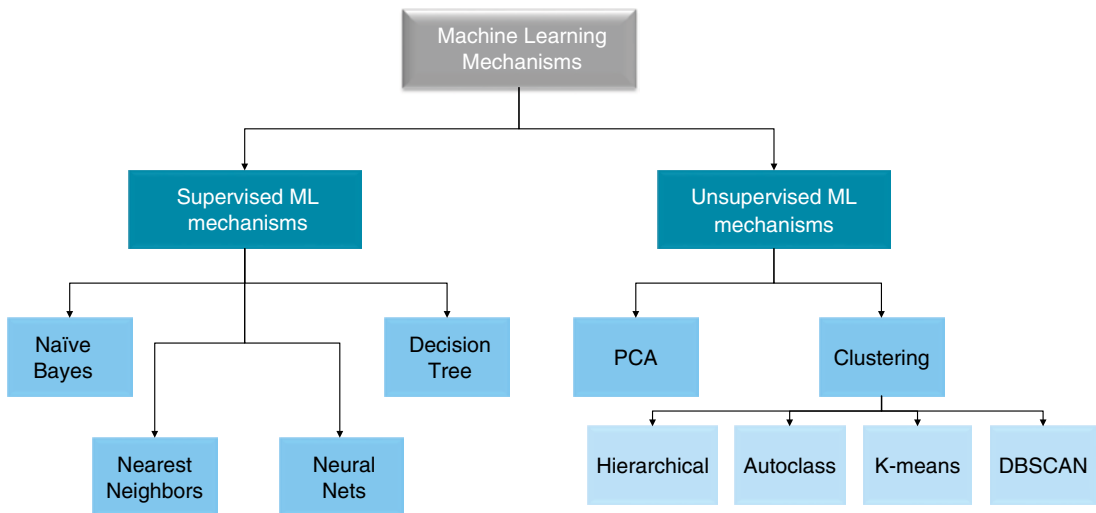 Machine Learning
Mechanisms
Supervised ML
mechanisms
Unsupervised ML
mechanisms
Naïve
Bayes
Decision
Tree
PCA
Clustering
Nearest
Neighbors
Neural
Nets
Hierarchical
Autoclass
K-means
DBSCAN